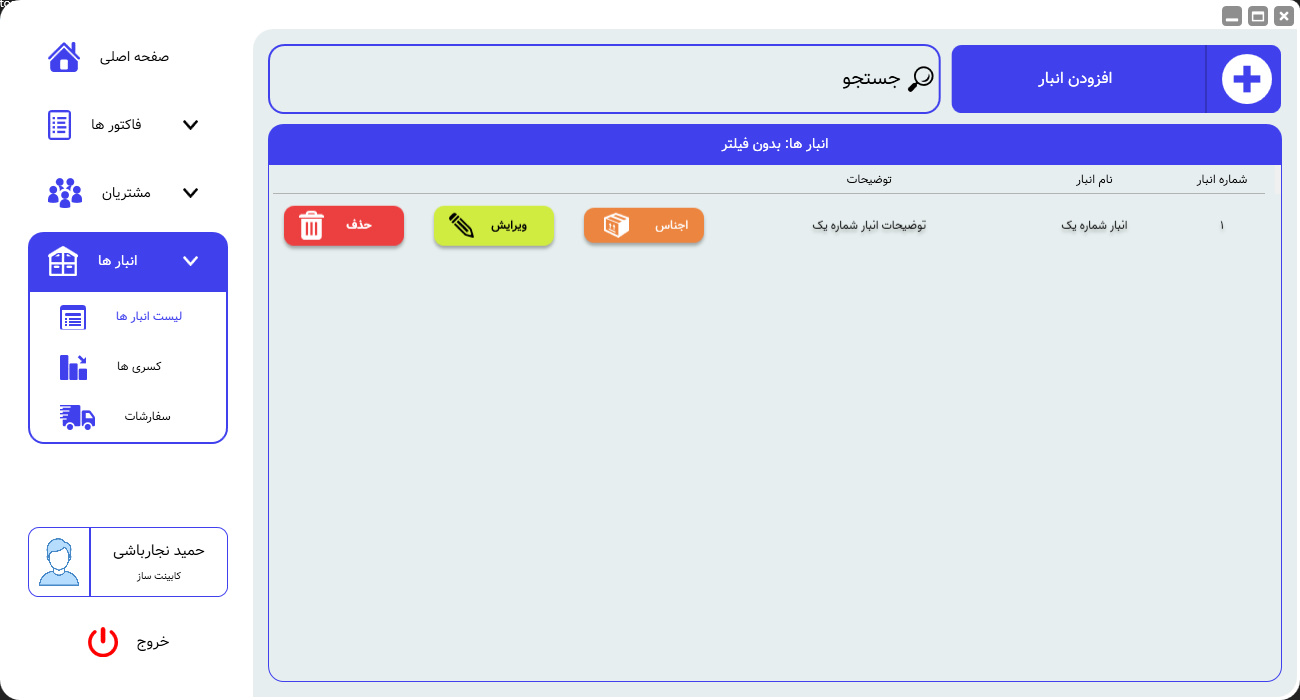 to
صفحه اصلی
فاکتور ها
مشتریان
انبار ها
لیست انبار ها
کسری ها
سفارشات
حمید نجارباشی
کابینت ساز
خروج
افزودن انبار
جستجو
انبار ها: بدون فیلتر
شماره انبار نام انبار توضیحات
۱ انبار شماره یک توضیحات انبار شماره یک اجناس ویرایش حذف